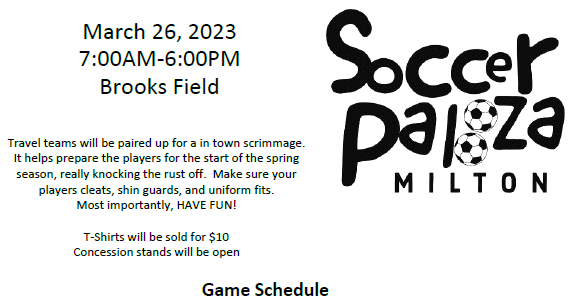 March 26, 2023
7:00AM-6:00PM
Brooks Field
Soccer
Palooza
MILTON
Travel teams will be paired up for a in town scrimmage.
It helps prepare the players for the start of the spring
season, really knocking the rust off. Make sure your
players cleats, shin guards, and uniform fits.
Most importantly, HAVE FUN!
T-Shirts will be sold for $10
Concession stands will be open
Game Schedule